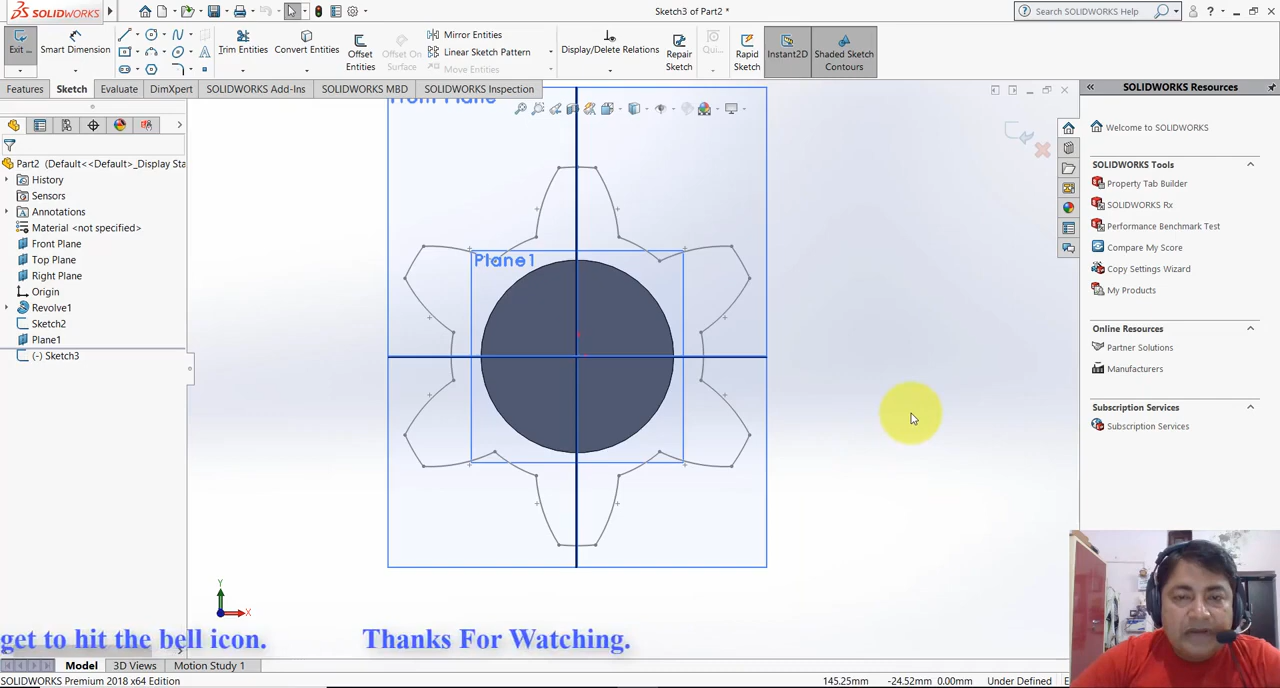 SOLIDWORKS
Sketch3 of Part2 *
Search SOLIDWORKS Help
Exit ...
Smart Dimension
Trim Entities
Convert Entities
Offset Entities
Offset On Surface
Mirror Entities
Linear Sketch Pattern
Move Entities
Display/Delete Relations
Repair Sketch
Qui...
Rapid Sketch
Instant2D
Shaded Sketch Contours
Features
Sketch
Evaluate
DimXpert
SOLIDWORKS Add-Ins
SOLIDWORKS MBD
SOLIDWORKS Inspection
Part2 (Default<<Default>_Display Sta
History
Sensors
Annotations
Material <not specified>
Front Plane
Top Plane
Right Plane
Origin
Revolve1
Sketch2
Plane1
(-) Sketch3
Front Plane
Plane1
Y
X
SOLIDWORKS Resources
Welcome to SOLIDWORKS
SOLIDWORKS Tools
Property Tab Builder
SOLIDWORKS Rx
Performance Benchmark Test
Compare My Score
Copy Settings Wizard
My Products
Online Resources
Partner Solutions
Manufacturers
Subscription Services
Subscription Services
get to hit the bell icon.
Thanks For Watching.
Model
3D Views
Motion Study 1
SOLIDWORKS Premium 2018 x64 Edition
145.25mm
-24.52mm 0.00mm
Under Defined